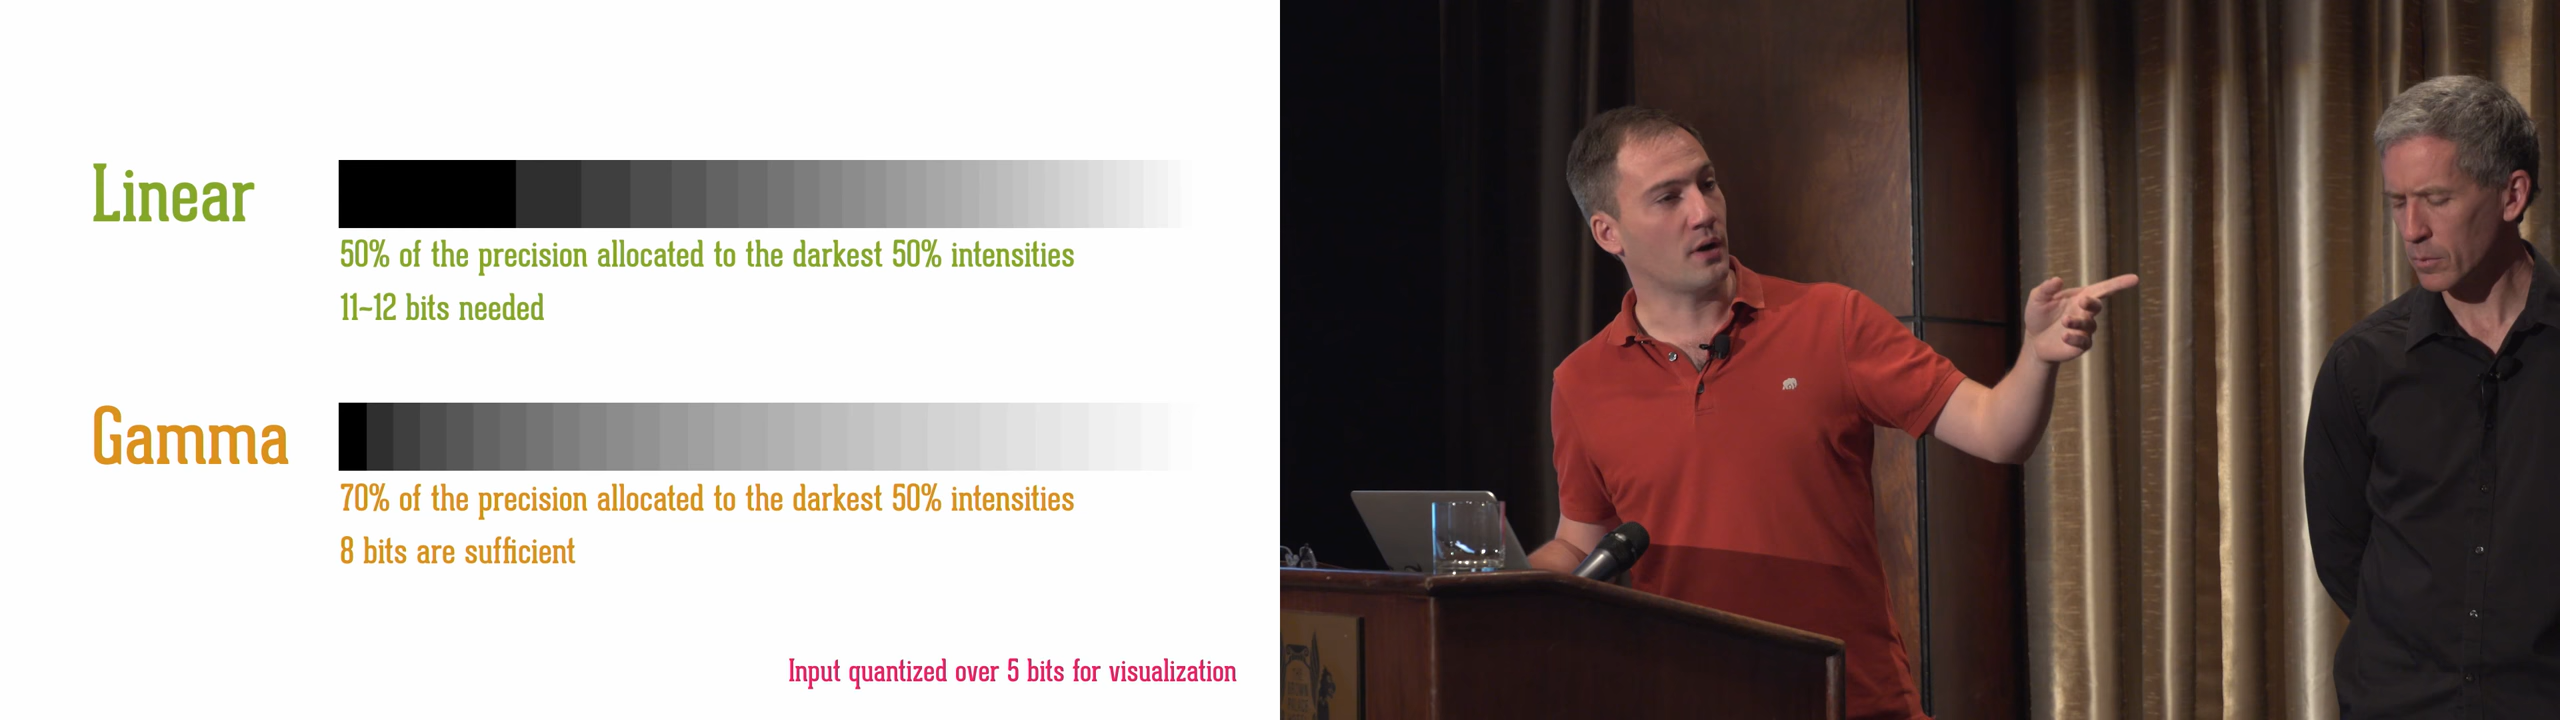 Linear
50% of the precision allocated to the darkest 50% intensities
11~12 bits needed
Gamma
70% of the precision allocated to the darkest 50% intensities
8 bits are sufficient
Input quantized over 5 bits for visualization